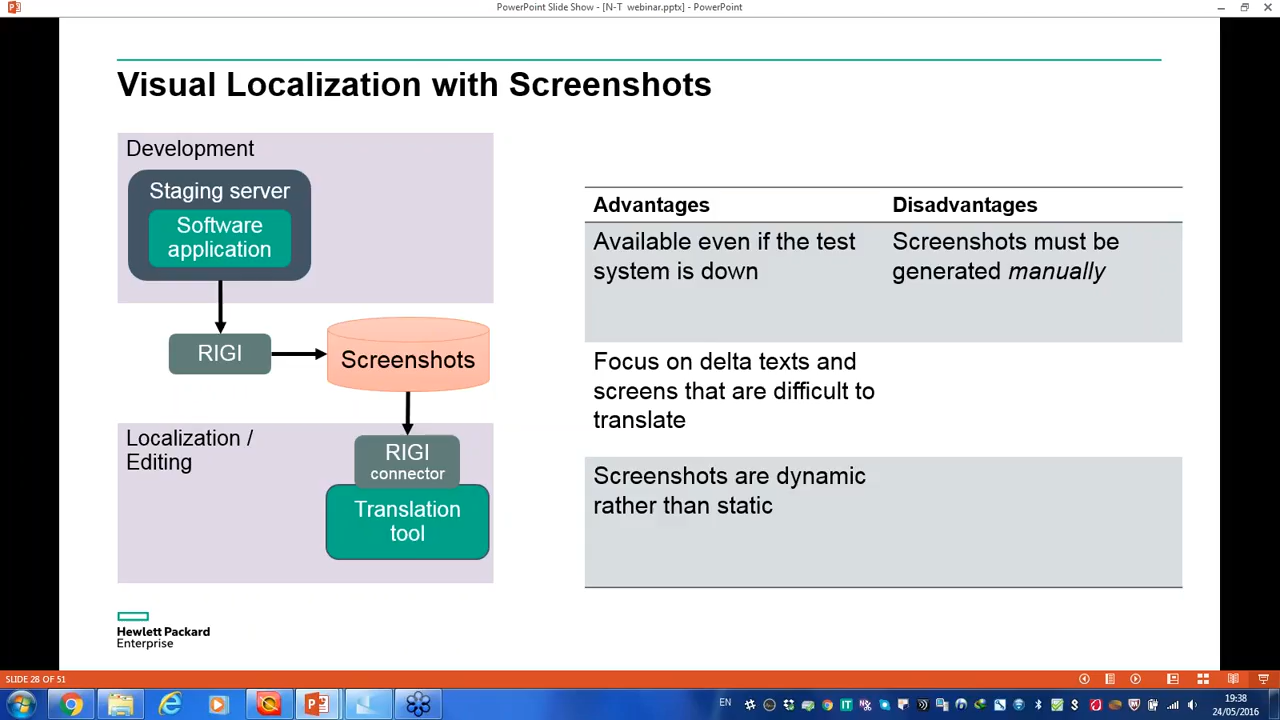 PowerPoint Slide Show - [N-T webinar.pptx] - PowerPoint
Visual Localization with Screenshots
Development
Staging server
Software
application
RIGI
Screenshots
Localization /
Editing
RIGI
connector
Translation
tool
Advantages
Disadvantages
Available even if the test
system is down
Screenshots must be
generated manually
Focus on delta texts and
screens that are difficult to
translate
Screenshots are dynamic
rather than static
Hewlett Packard
Enterprise
SLIDE 28 OF 51
EN
19:38
24/05/2016